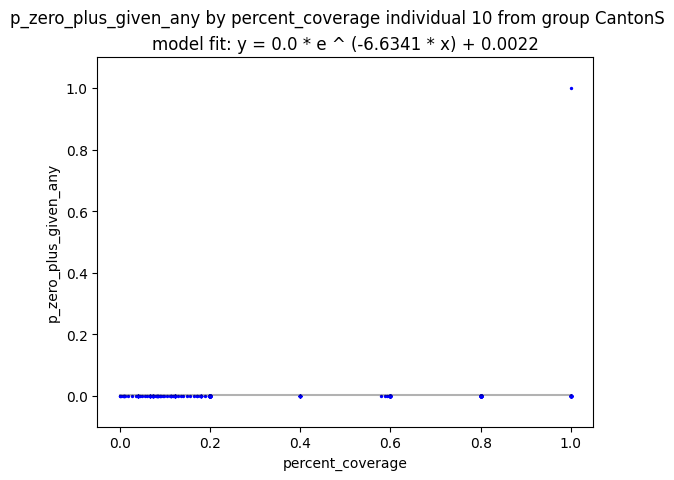 p_zero_plus_given_any by percent_coverage individual 10 from group CantonS
model fit: y = 0.0 * e ^ (-6.6341 * x) + 0.0022
1.0
0.8
0.6
0.4
0.2
0.0
p_zero_plus_given_any
0.0 0.2 0.4 0.6 0.8 1.0
percent_coverage